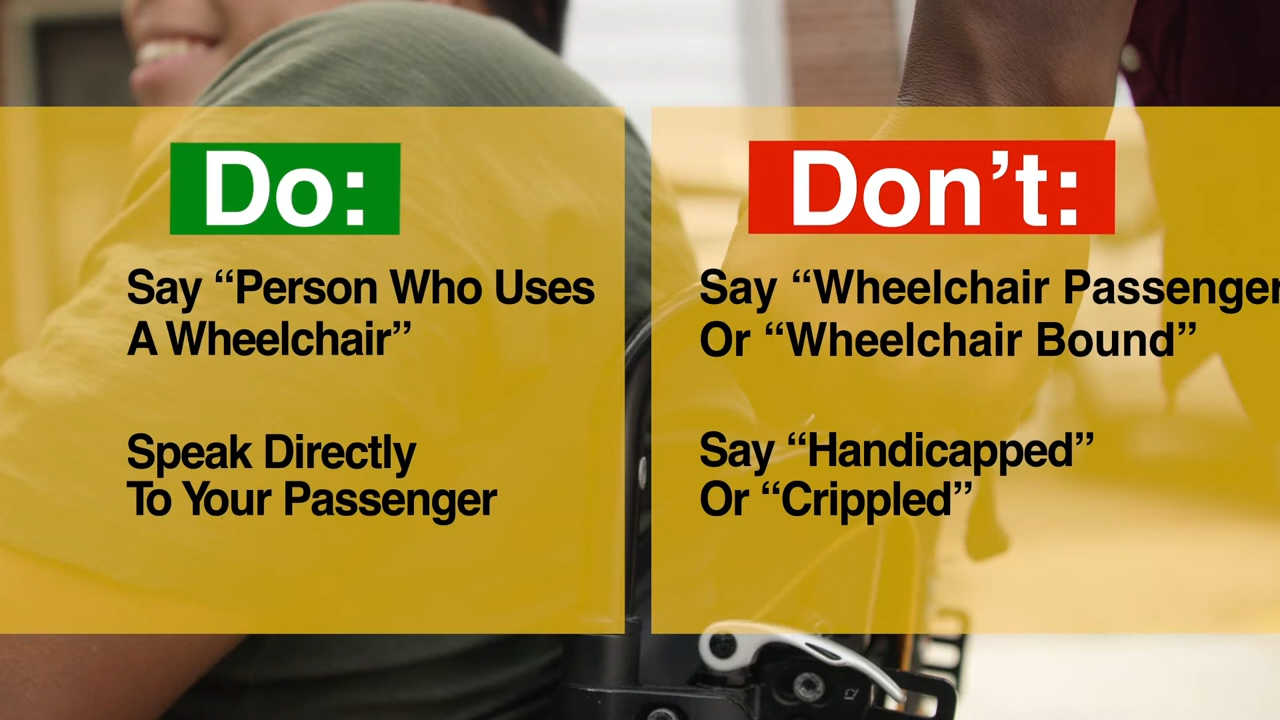 Do:
Say “Person Who Uses
A Wheelchair”
Speak Directly
To Your Passenger
Don’t:
Say “Wheelchair Passenger
Or “Wheelchair Bound”
Say “Handicapped”
Or “Crippled”